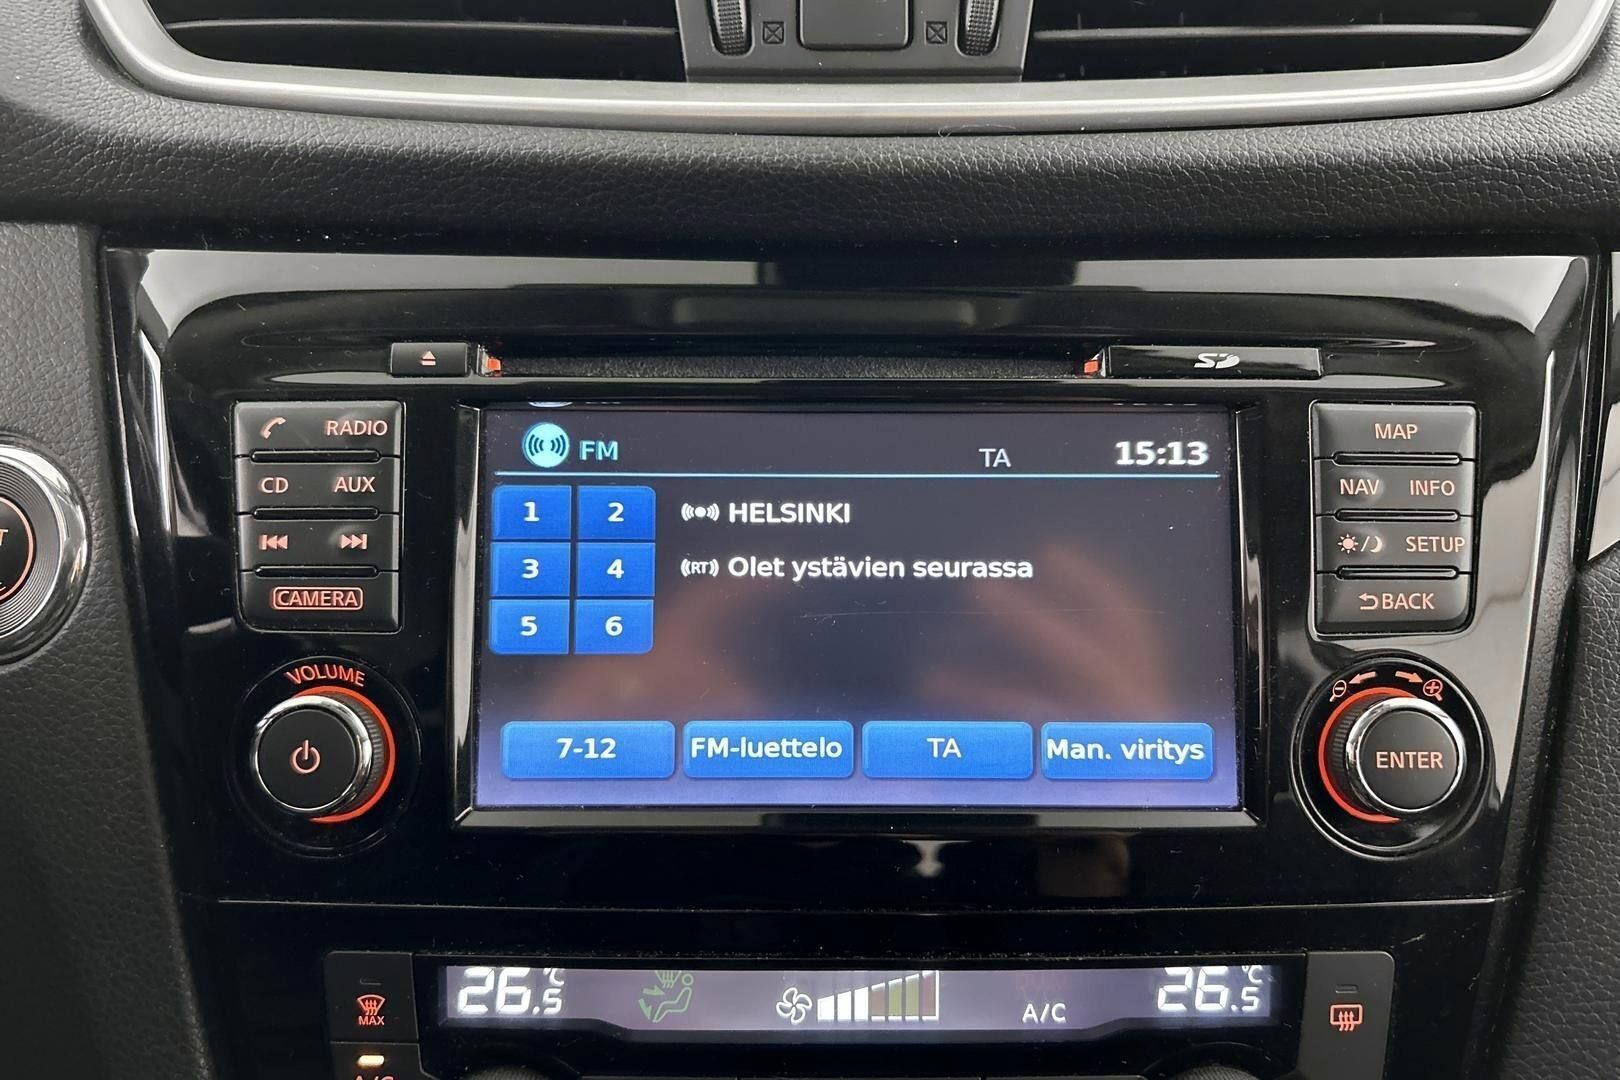 SD
RADIO
CD AUX
CAMERA
VOLUME
FM TA 15:13
1 2
3 4
5 6
HELSINKI
(RT) Olet ystävien seurassa
7-12 FM-luettelo TA Man. viritys
MAP
NAV INFO
SETUP
BACK
ENTER
MAX
26.5°C A/C 26.5°C
A/C